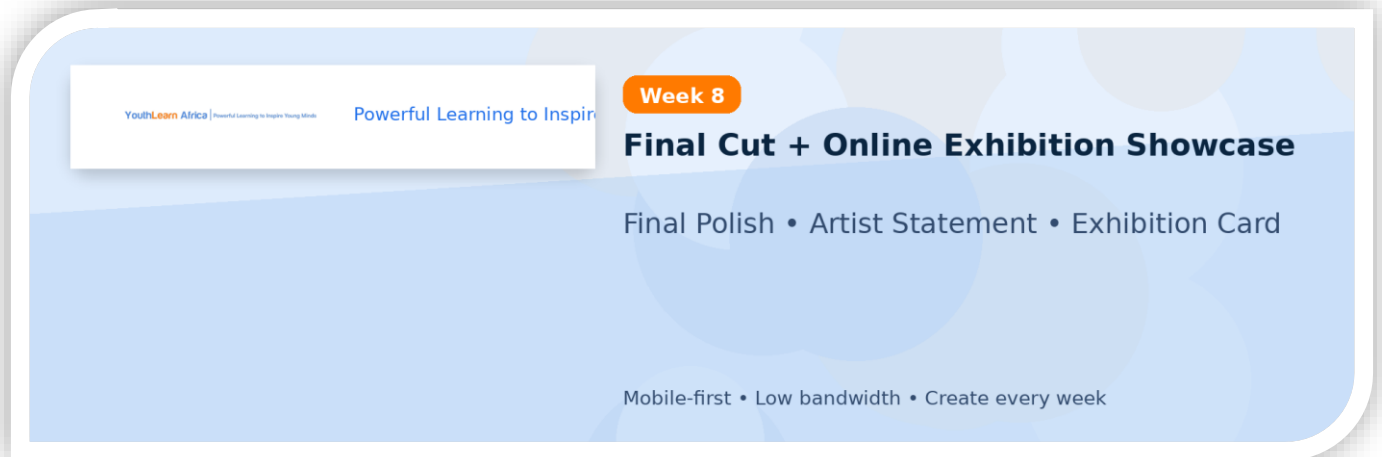 YouthLearn Africa | Powerful Learning to Inspire Young Minds
Powerful Learning to Inspir
Week 8
Final Cut + Online Exhibition Showcase
Final Polish • Artist Statement • Exhibition Card
Mobile-first • Low bandwidth • Create every week